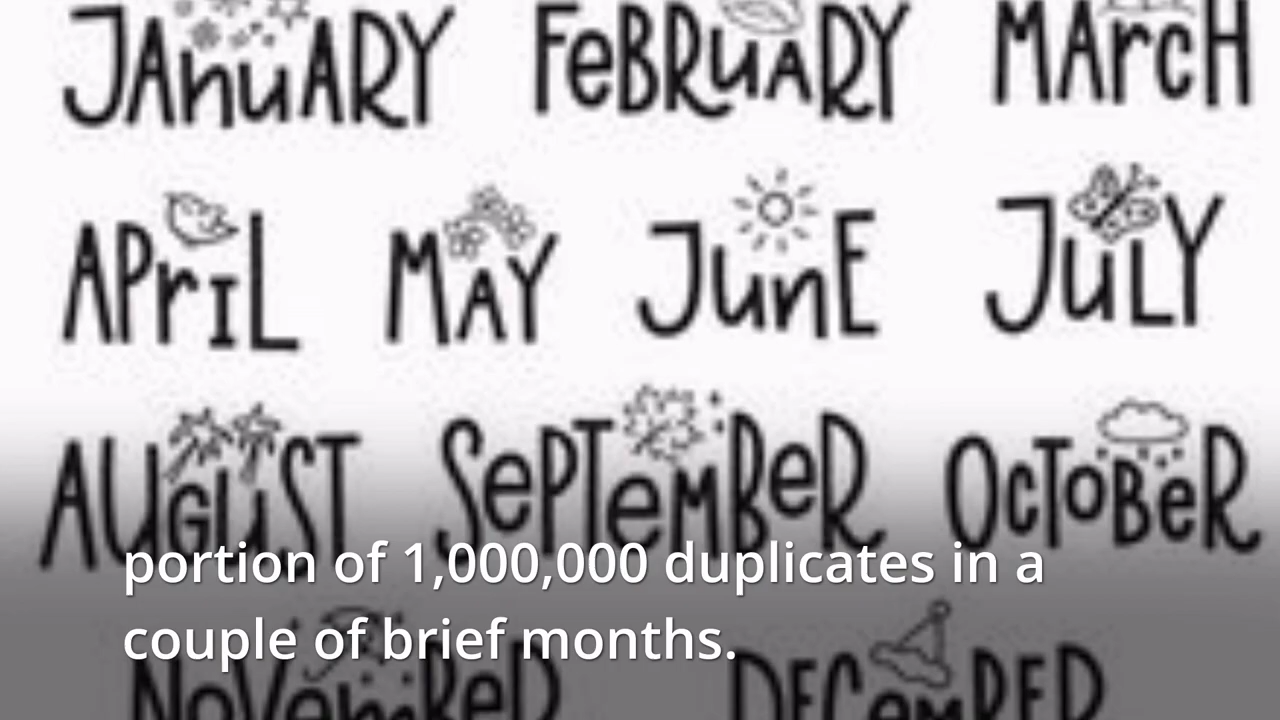 JAnuARY FeBRuARY MArcH
APrIL MAY JunE JuLY
AUGuST SePTemBeR OcToBeR
portion of 1,000,000 duplicates in a
couple of brief months.
NoVemBeR DECemBER